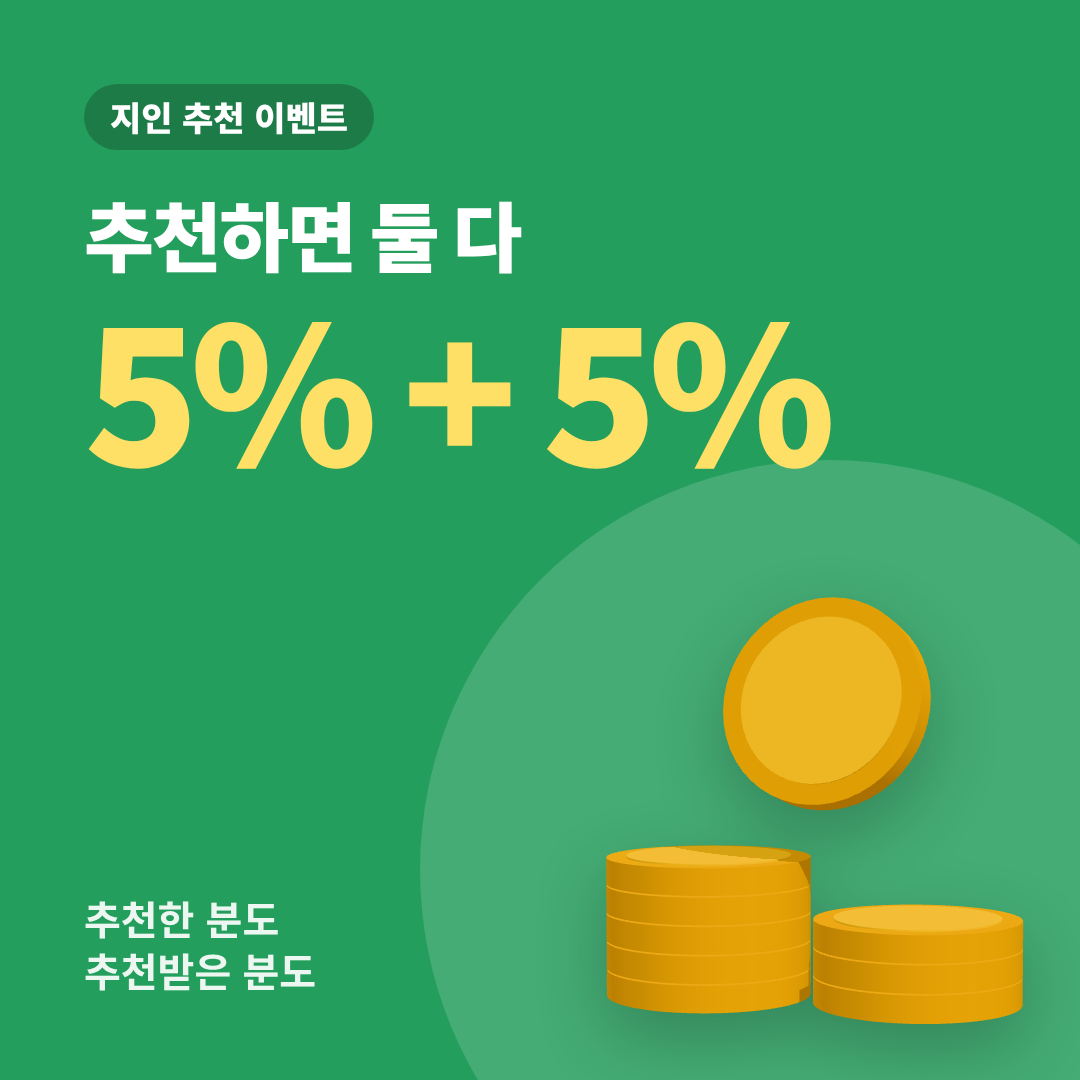 지인 추천 이벤트
추천하면 둘 다
5% + 5%
추천한 분도
추천받은 분도